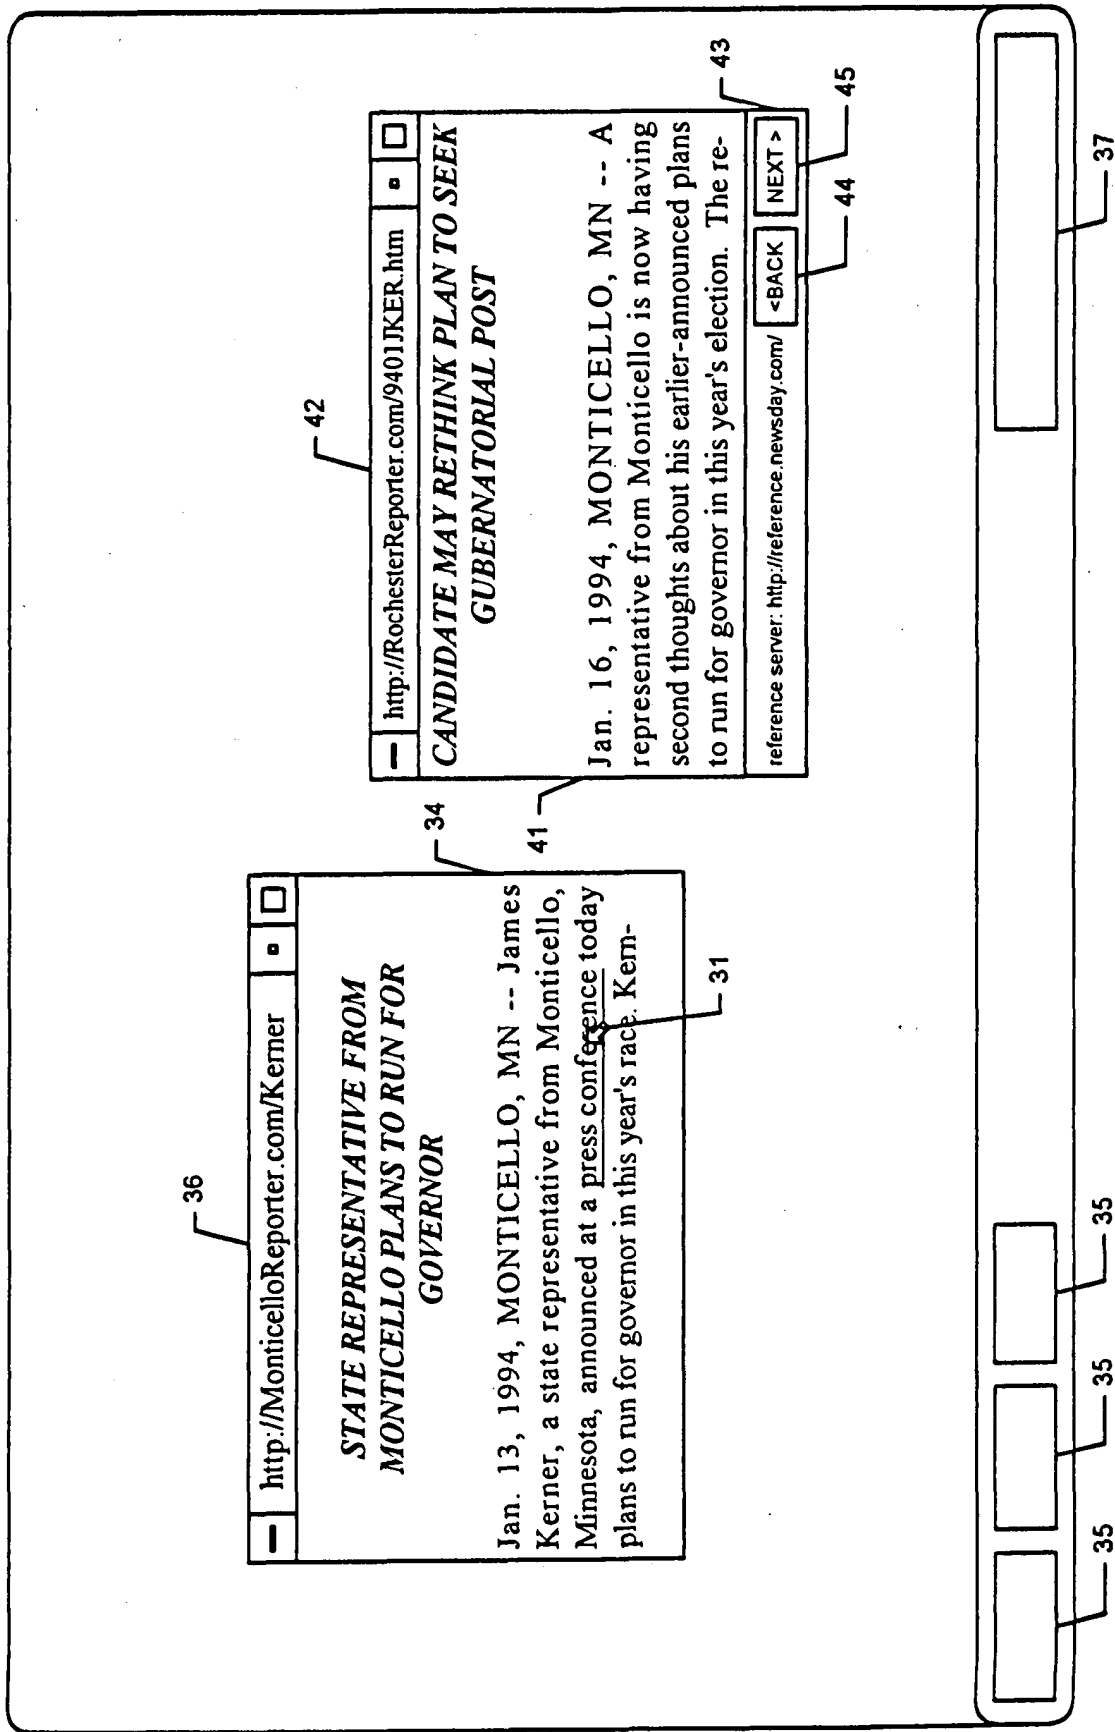 36
http://MonticelloReporter.com/Kerner
STATE REPRESENTATIVE FROM
MONTICELLO PLANS TO RUN FOR
GOVERNOR
Jan. 13, 1994, MONTICELLO, MN -- James
Kerner, a state representative from Monticello,
Minnesota, announced at a press conference today
plans to run for governor in this year's race. Kern-
34
31
42
http://RochesterReporter.com/9401JKER.htm
CANDIDATE MAY RETHINK PLAN TO SEEK
GUBERNATORIAL POST
Jan. 16, 1994, MONTICELLO, MN -- A
representative from Monticello is now having
second thoughts about his earlier-announced plans
to run for governor in this year's election. The re-
reference server: http://reference.newsday.com/ <BACK NEXT >
41
43
45
44
35
35
35
37